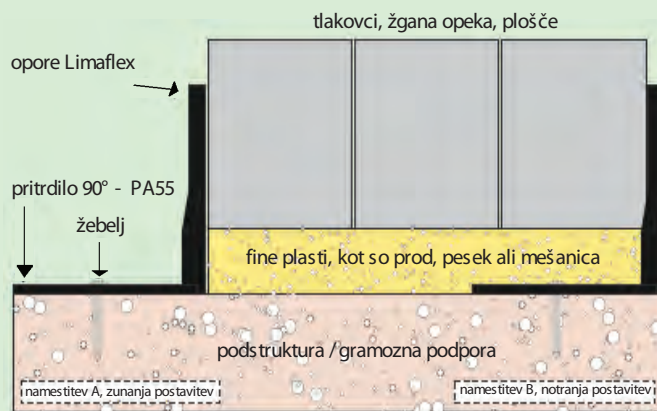 tlakovci, žgana opeka, plošče
opore Limaflex
pritrdilo 90° - PA55
žebelj
fine plasti, kot so prod, pesek ali mešanica
podstruktura / gramozna podpora
namestitev A, zunanja postavitev
namestitev B, notranja postavitev